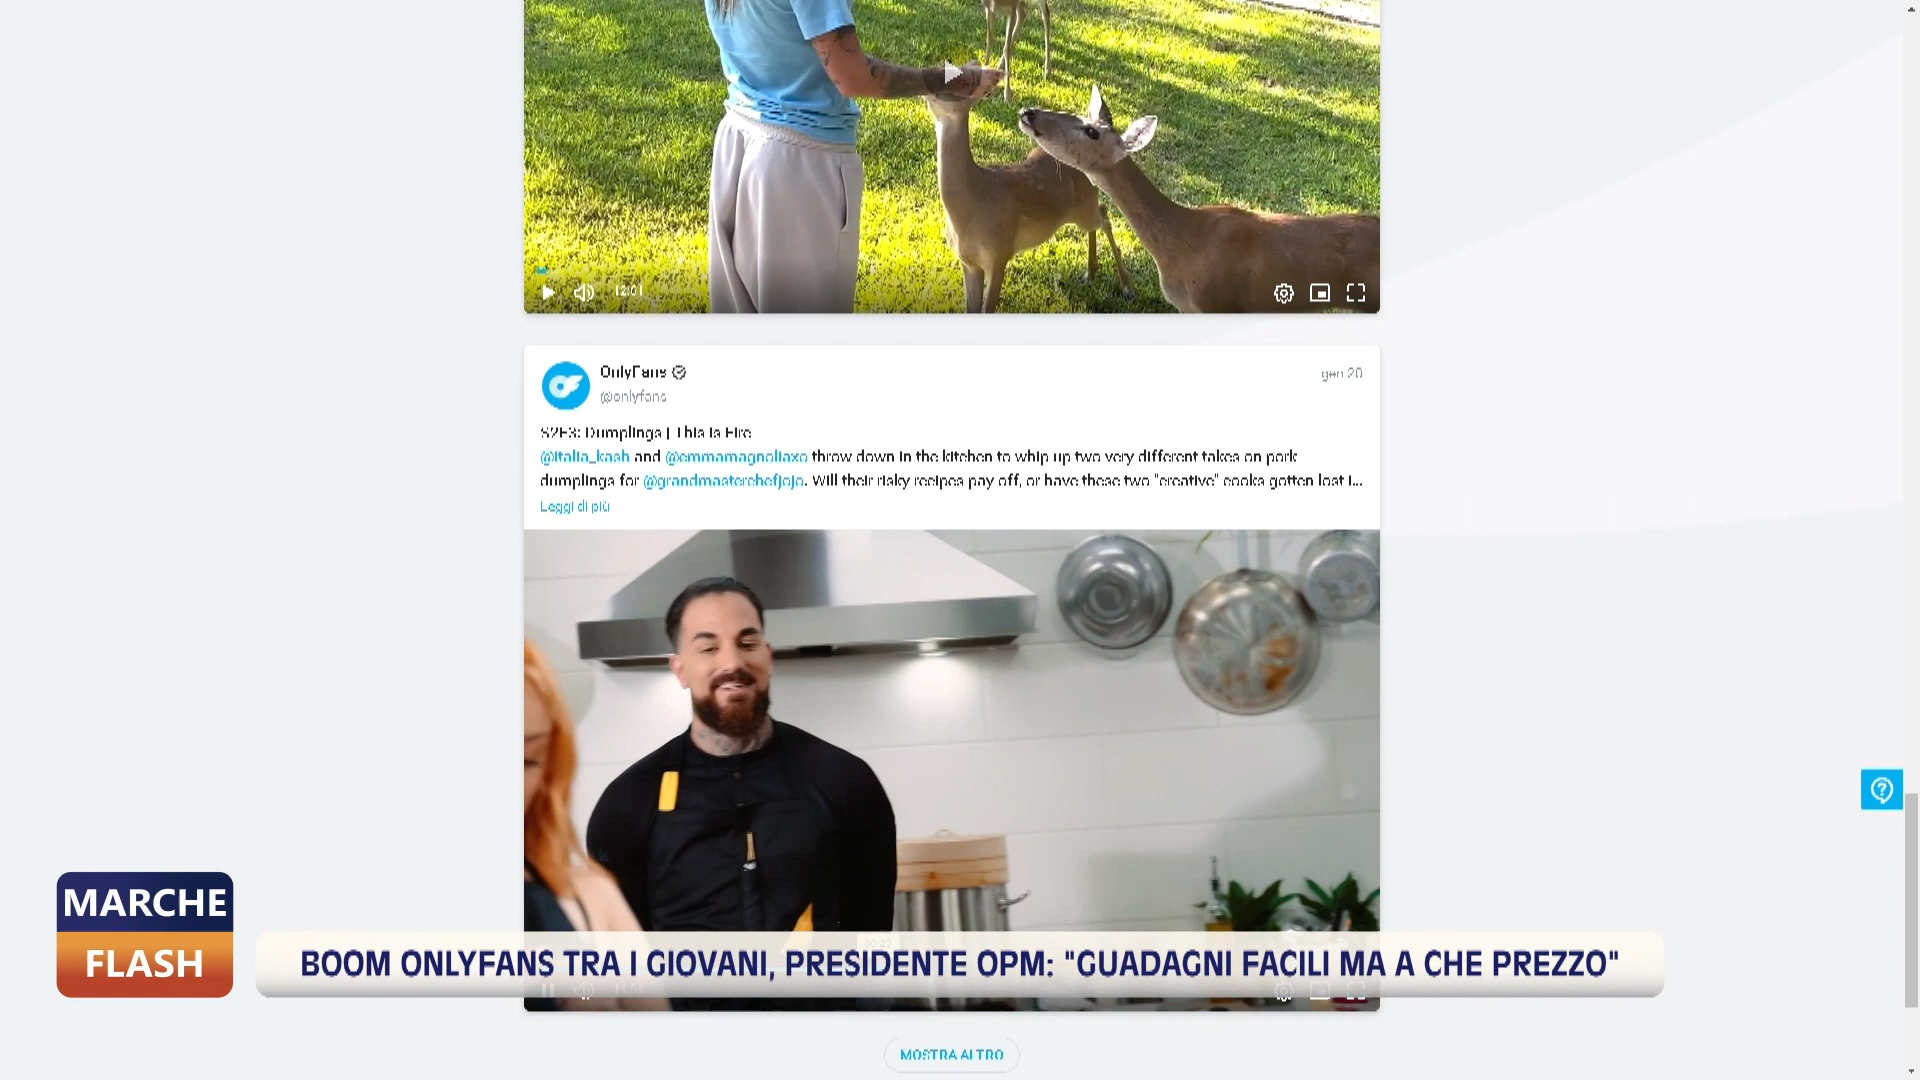 12:01
OnlyFans
gen 20
@onlyfans
S2E3: Dumplings | This is Fire
@italia_kash and @emmamagnoliaxo throw down in the kitchen to whip up two very different takes on pork
dumplings for @grandmasterchefjojo. Will their risky recipes pay off, or have these two "creative" cooks gotten lost i...
Leggi di più
MARCHE
FLASH
BOOM ONLYFANS TRA I GIOVANI, PRESIDENTE OPM: "GUADAGNI FACILI MA A CHE PREZZO"
MOSTRA ALTRO